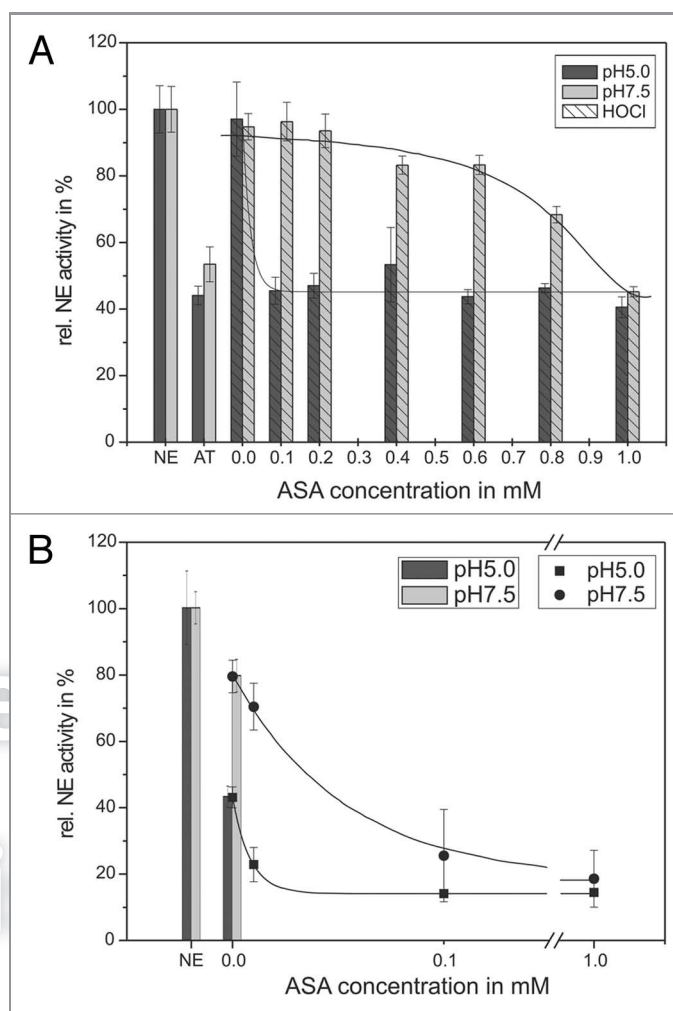 A
120
100
80
60
40
20
0
rel. NE activity in %
pH5.0
pH7.5
HOCl
NE AT 0.0 0.1 0.2 0.3 0.4 0.5 0.6 0.7 0.8 0.9 1.0
ASA concentration in mM
B
120
100
80
60
40
20
0
rel. NE activity in %
pH5.0 pH5.0
pH7.5 pH7.5
NE 0.0 0.1 1.0
ASA concentration in mM